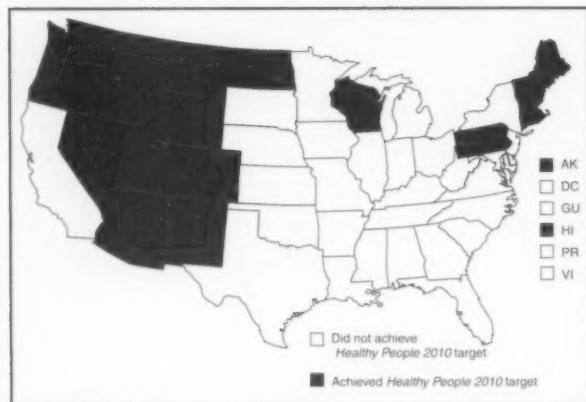 AK
DC
GU
HI
PR
VI
Did not achieve
Healthy People 2010 target
Achieved Healthy People 2010 target